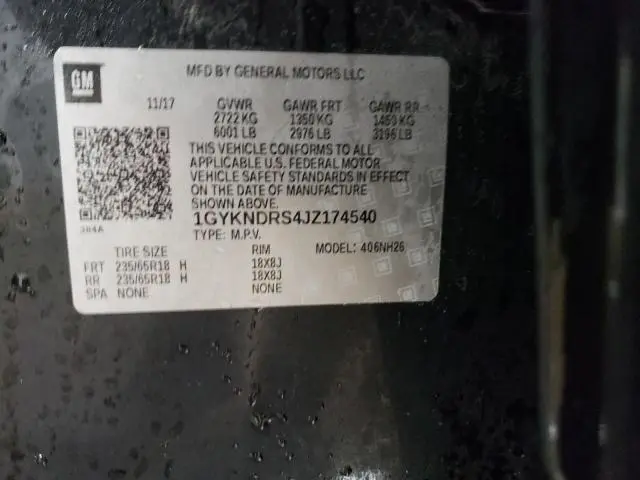 GM
MFD BY GENERAL MOTORS LLC
11/17 GVWR GAWR FRT GAWR RR
2722 KG 1350 KG 1450 KG
6001 LB 2976 LB 3196 LB
THIS VEHICLE CONFORMS TO ALL
APPLICABLE U.S. FEDERAL MOTOR
VEHICLE SAFETY STANDARDS IN EFFECT
ON THE DATE OF MANUFACTURE
SHOWN ABOVE.
384A
1GYKNDRS4JZ174540
TYPE: M.P.V. MODEL: 406NH26
TIRE SIZE RIM
FRT 235/65R18 H 18X8J
RR 235/65R18 H 18X8J
SPA NONE NONE